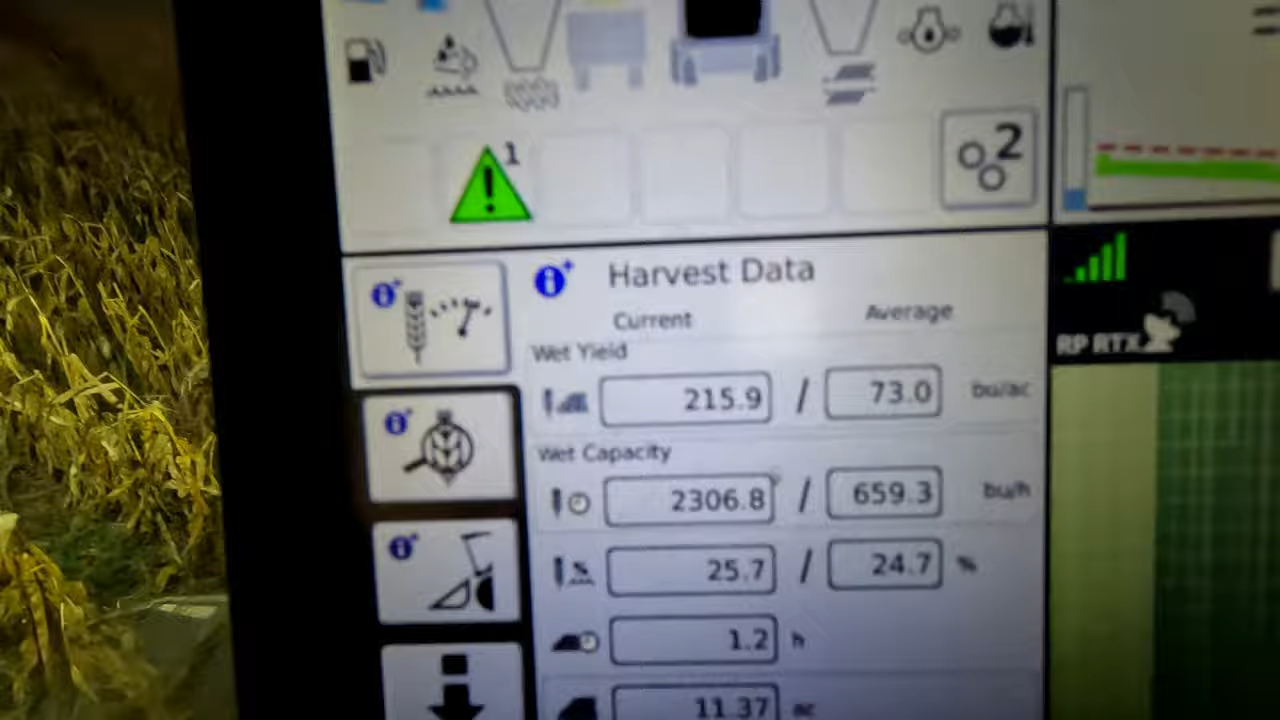 1
2
Harvest Data
Current Average
Wet Yield
215.9 / 73.0 bu/ac
RP RTX
Wet Capacity
2306.8 / 659.3 bu/h
25.7 / 24.7 %
1.2 h
11.37 ac